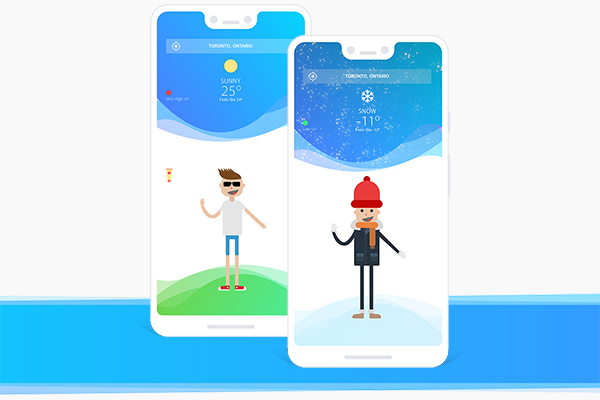 TORONTO, ONTARIO
SUNNY
25°
Feels like 24°
Very High UV
TORONTO, ONTARIO
SNOW
-11°
Feels like -13°
Low UV